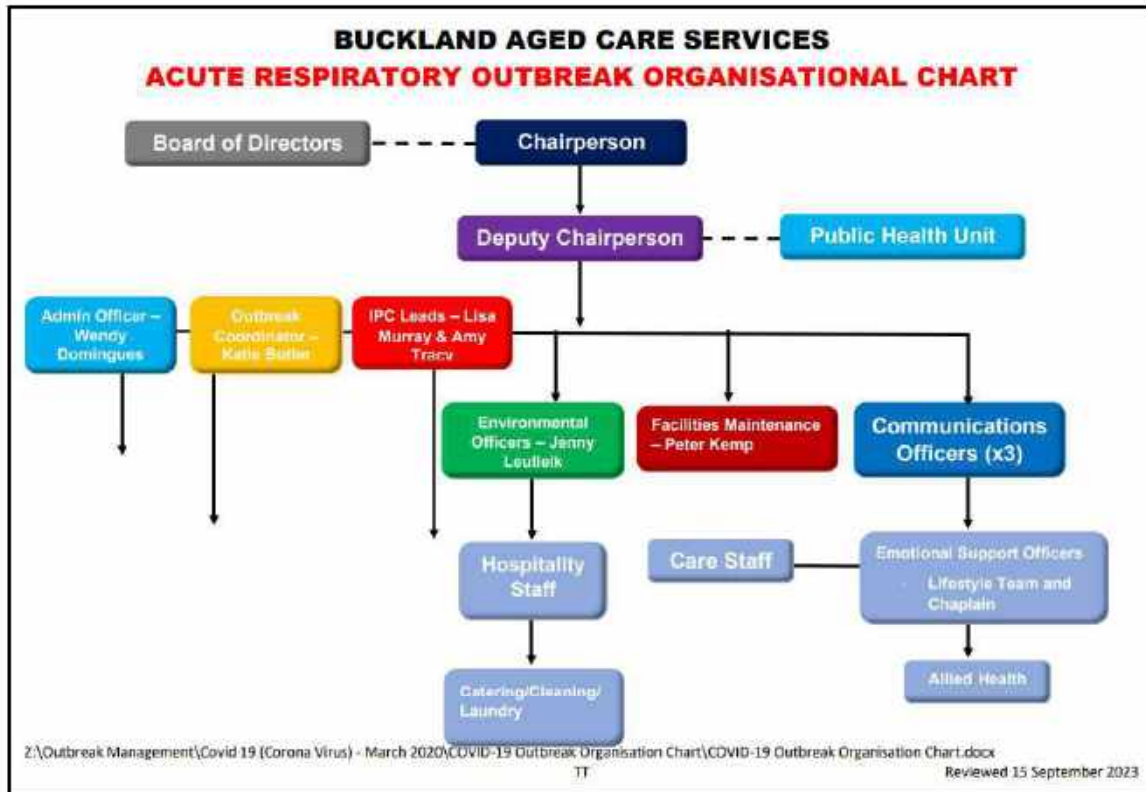 BUCKLAND AGED CARE SERVICES
ACUTE RESPIRATORY OUTBREAK ORGANISATIONAL CHART
Board of Directors
Chairperson
Deputy Chairperson
Public Health Unit
Admin Officer –
Wendy
Domingues
Outbreak
Coordinator –
Katie Butler
IPC Leads – Lisa
Murray & Amy
Tracy
Environmental
Officers – Jenny
Facilities Maintenance
– Peter Kemp
Communications
Officers (x3)
Hospitality
Staff
Care Staff
Emotional Support Officers
- Lifestyle Team and
Chaplain
Catering/Cleaning/
Laundry
Allied Health
Z:\Outbreak Management\Covid 19 (Corona Virus) - March 2020\COVID-19 Outbreak Organisation Chart\COVID-19 Outbreak Organisation Chart.docx
TT
Reviewed 15 September 2023